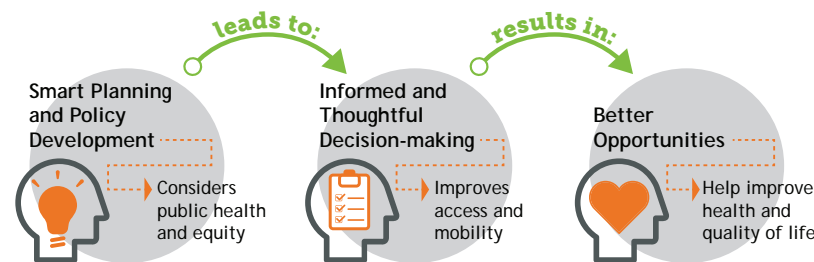 leads to:
results in:
Smart Planning
and Policy
Development
Considers
public health
and equity
Informed and
Thoughtful
Decision-making
Improves
access and
mobility
Better
Opportunities
Help improve
health and
quality of life